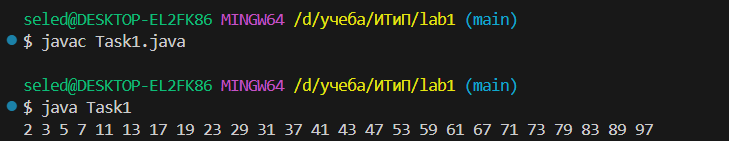 seled@DESKTOP-EL2FK86 MINGW64 /d/учеба/ИТиП/lab1 (main)
$ javac Task1.java
seled@DESKTOP-EL2FK86 MINGW64 /d/учеба/ИТиП/lab1 (main)
$ java Task1
2 3 5 7 11 13 17 19 23 29 31 37 41 43 47 53 59 61 67 71 73 79 83 89 97